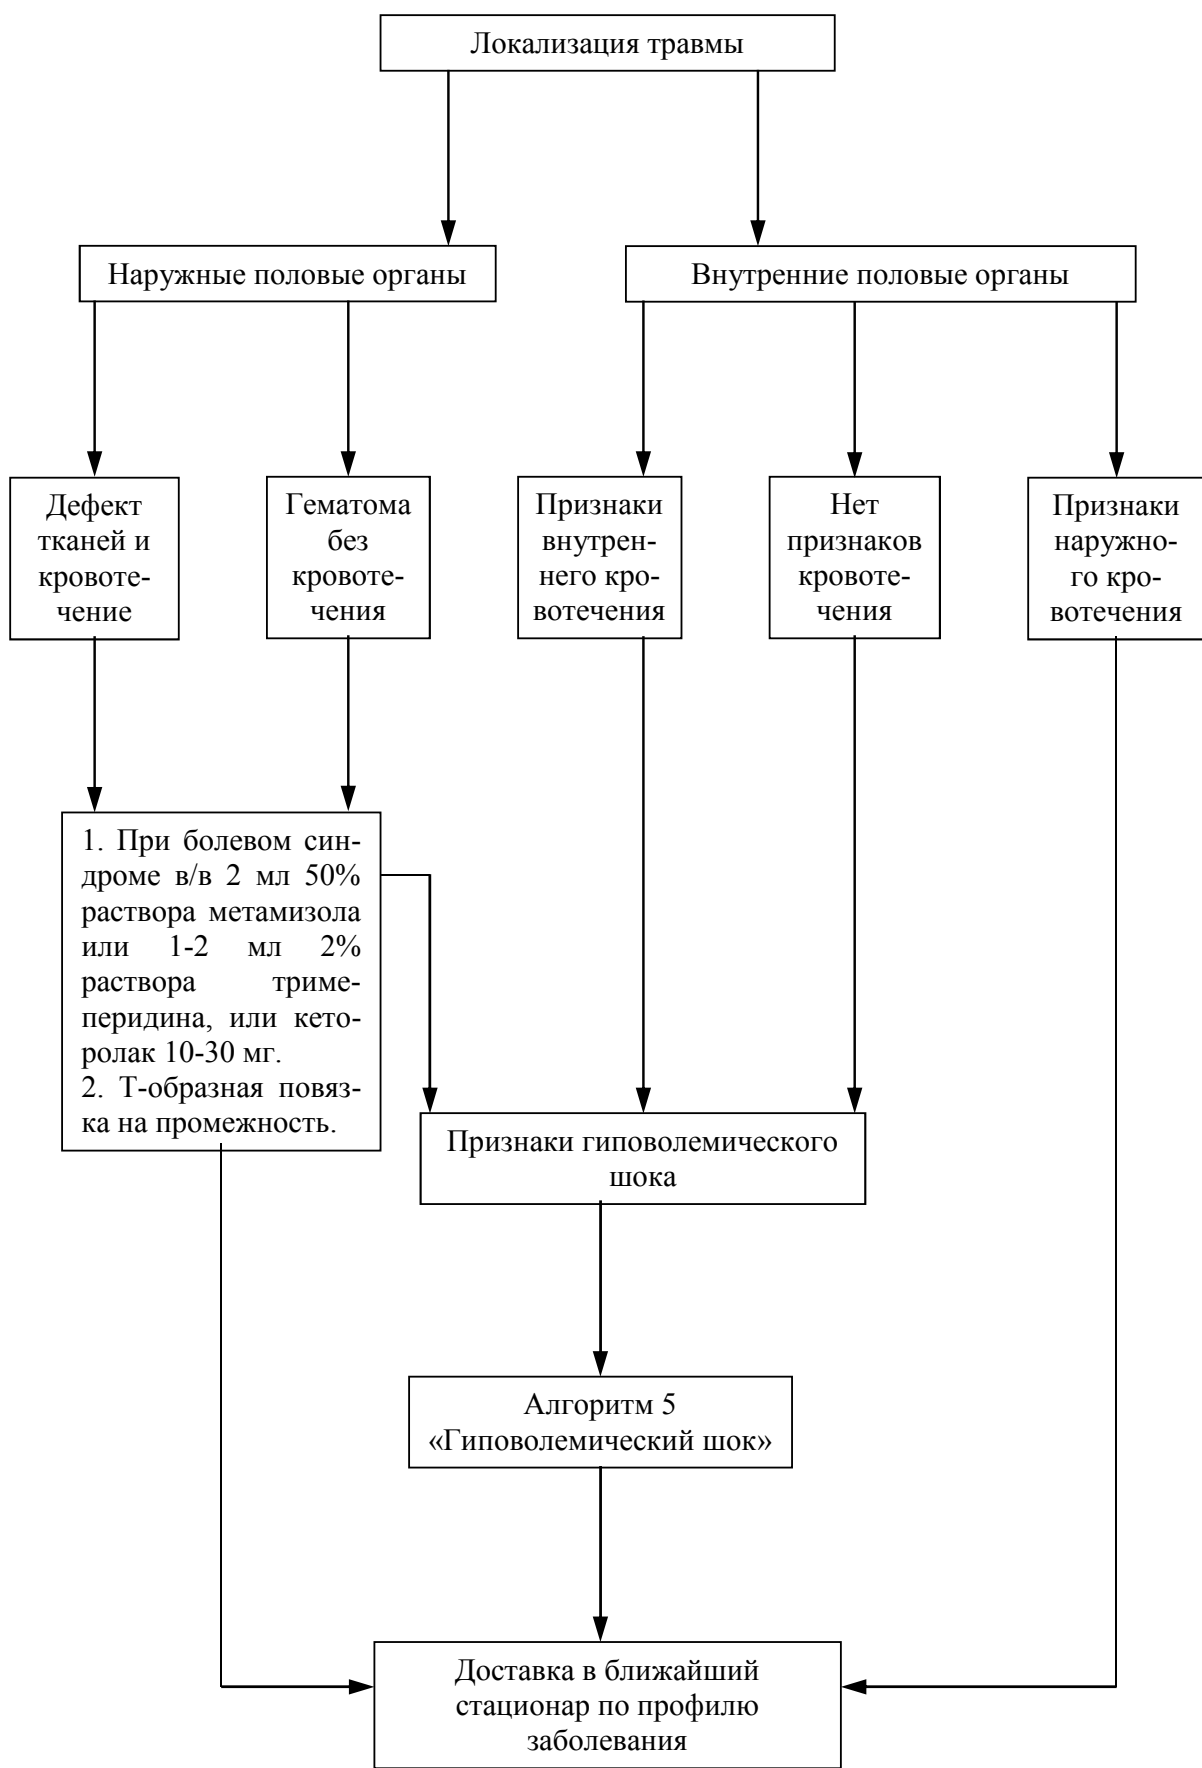 Локализация травмы
Наружные половые органы
Внутренние половые органы
Дефект
тканей и
кровоте-
чение
Гематома
без
кровоте-
чения
Признаки
внутрен-
него кро-
вотечения
Нет
признаков
кровоте-
чения
Признаки
наружно-
го кро-
вотечения
1. При болевом син-
дроме в/в 2 мл 50%
раствора метамизола
или 1-2 мл 2%
раствора триме-
перидина, или кето-
ролак 10-30 мг.
2. Т-образная повяз-
ка на промежность.
Признаки гиповолемического
шока
Алгоритм 5
«Гиповолемический шок»
Доставка в ближайший
стационар по профилю
заболевания